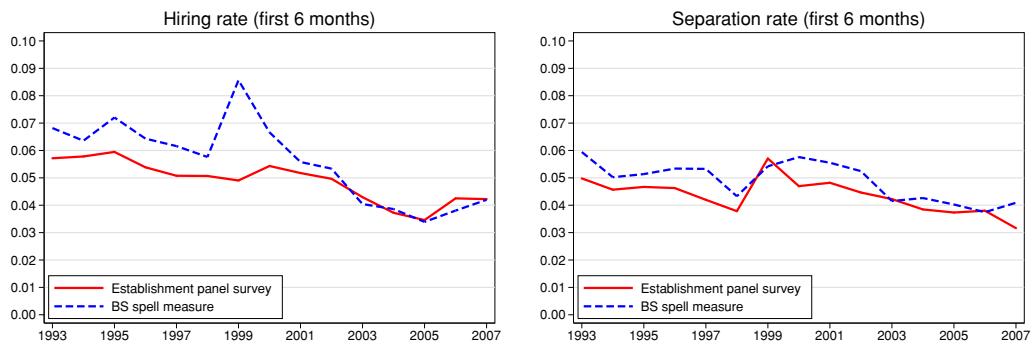 Hiring rate (first 6 months)
0.10
0.09
0.08
0.07
0.06
0.05
0.04
0.03
0.02
0.01
0.00
Establishment panel survey
BS spell measure
1993 1995 1997 1999 2001 2003 2005 2007
Separation rate (first 6 months)
0.10
0.09
0.08
0.07
0.06
0.05
0.04
0.03
0.02
0.01
0.00
Establishment panel survey
BS spell measure
1993 1995 1997 1999 2001 2003 2005 2007